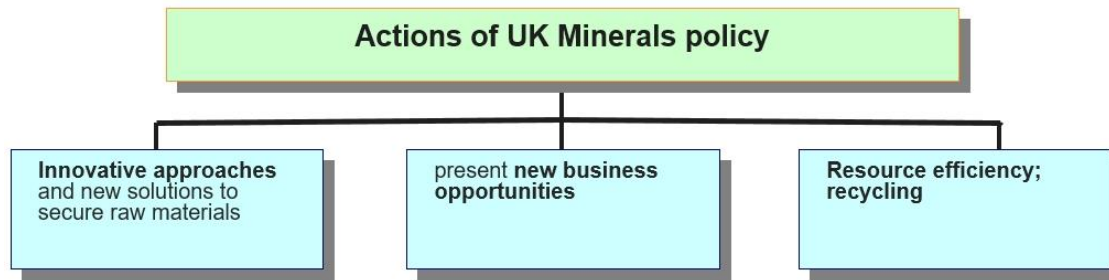 Actions of UK Minerals policy
Innovative approaches
and new solutions to
secure raw materials
present new business
opportunities
Resource efficiency;
recycling